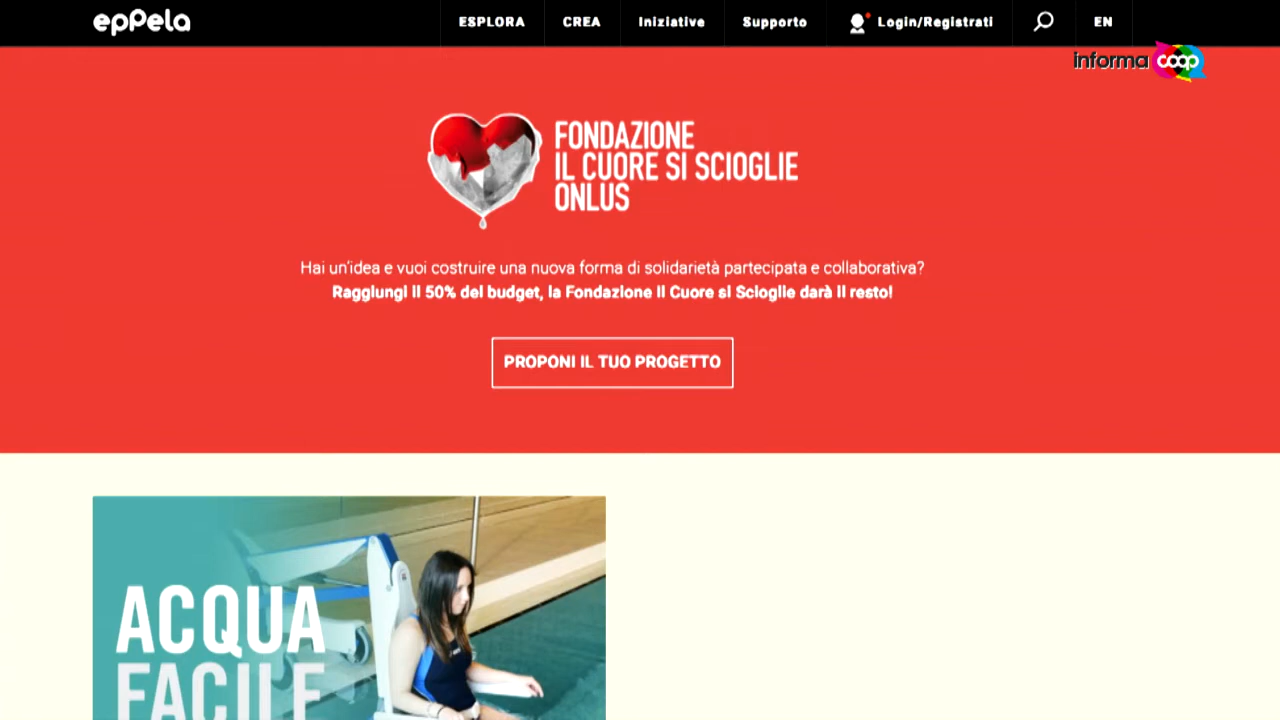 eppela
ESPLORA
CREA
Iniziative
Supporto
Login/Registrati
EN
informa coop
FONDAZIONE
IL CUORE SI SCIOGLIE
ONLUS
Hai un'idea e vuoi costruire una nuova forma di solidarietà partecipata e collaborativa?
Raggiungi il 50% del budget, la Fondazione Il Cuore si Scioglie darà il resto!
PROPONI IL TUO PROGETTO
ACQUA
FACILE